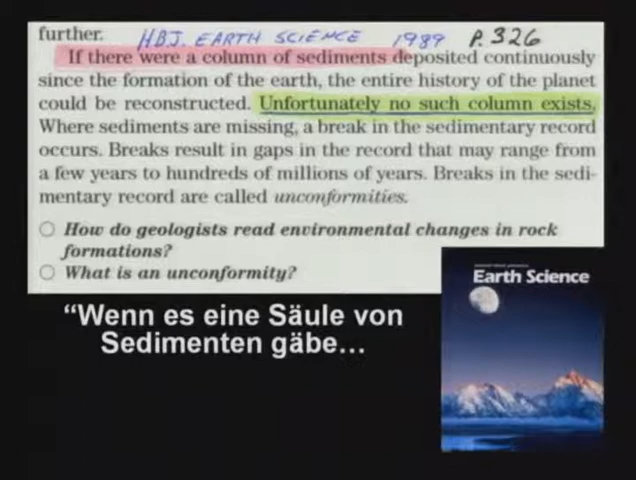 further.
HBJ. EARTH SCIENCE 1989 P. 326
If there were a column of sediments deposited continuously
since the formation of the earth, the entire history of the planet
could be reconstructed. Unfortunately no such column exists.
Where sediments are missing, a break in the sedimentary record
occurs. Breaks result in gaps in the record that may range from
a few years to hundreds of millions of years. Breaks in the sedi-
mentary record are called unconformities.
○ How do geologists read environmental changes in rock
formations?
○ What is an unconformity?
Earth Science
“Wenn es eine Säule von
Sedimenten gäbe...